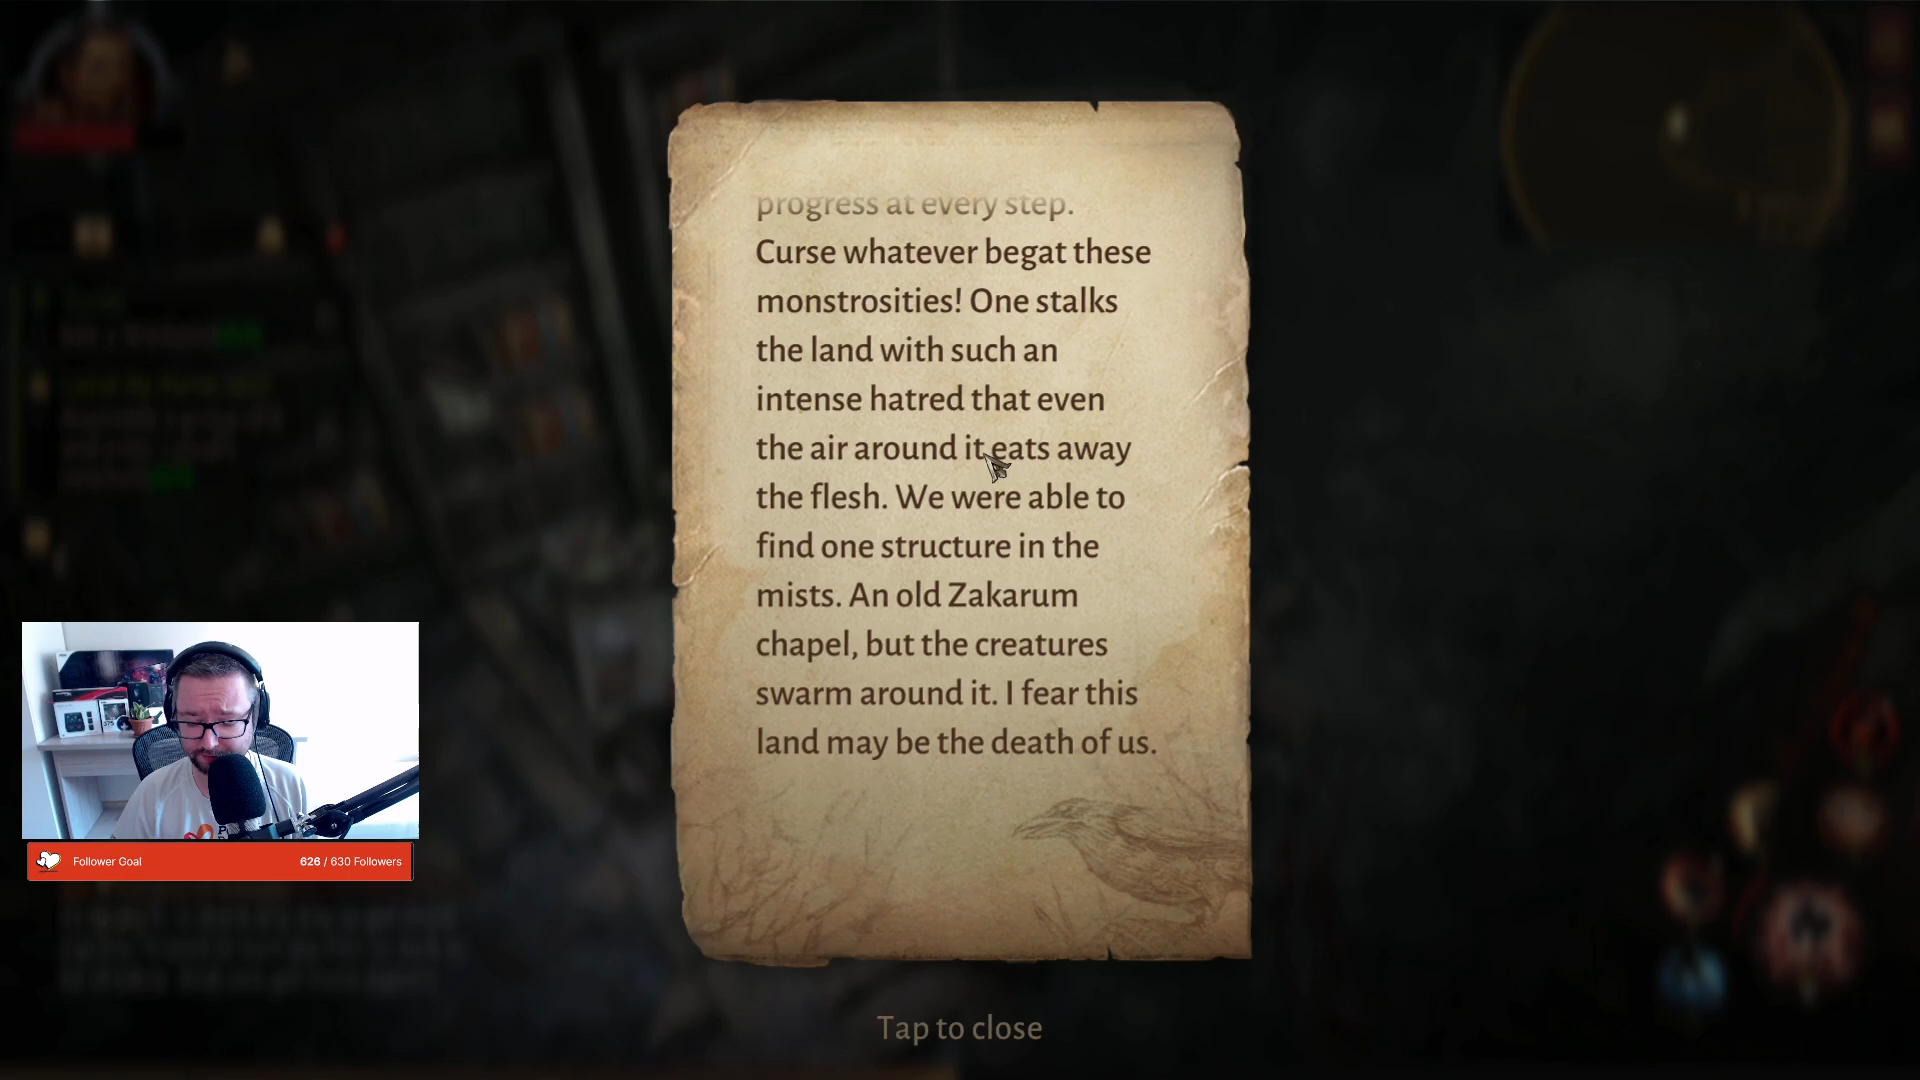 progress at every step.
Curse whatever begat these
monstrosities! One stalks
the land with such an
intense hatred that even
the air around it eats away
the flesh. We were able to
find one structure in the
mists. An old Zakarum
chapel, but the creatures
swarm around it. I fear this
land may be the death of us.
Follower Goal
626 / 630 Followers
Tap to close